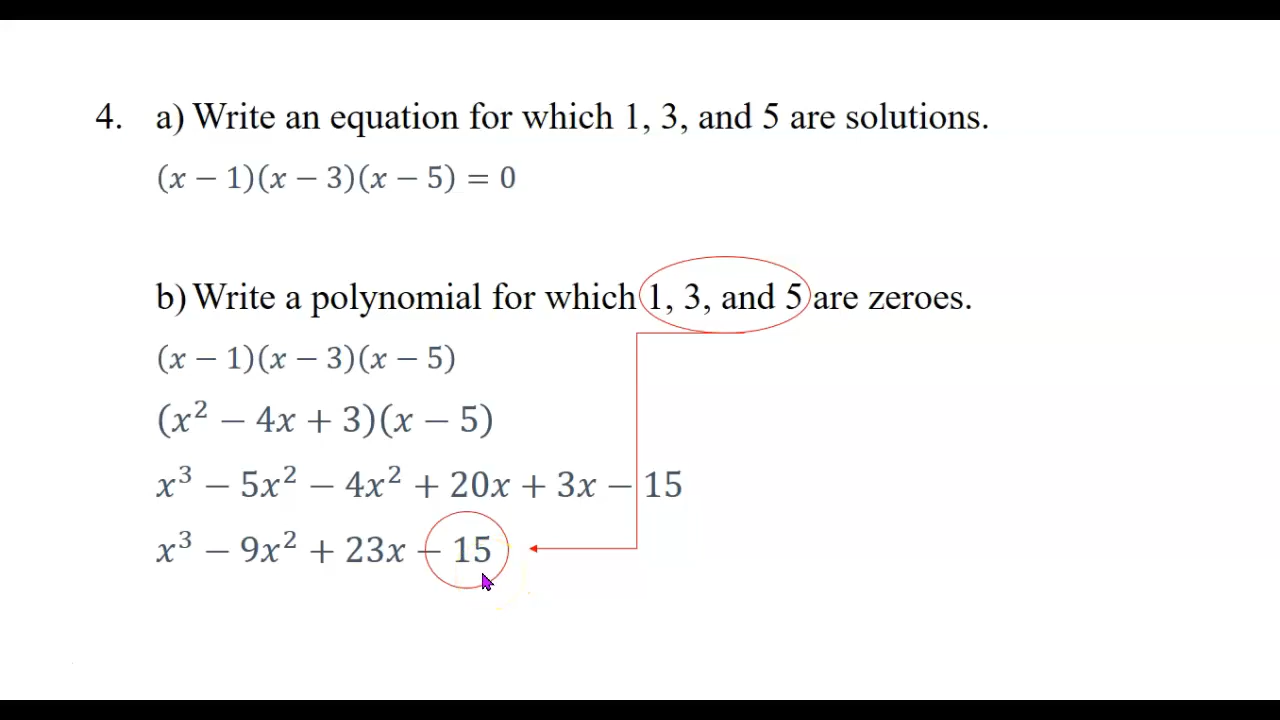 4. a) Write an equation for which 1, 3, and 5 are solutions.
(x − 1)(x − 3)(x − 5) = 0
b) Write a polynomial for which 1, 3, and 5 are zeroes.
(x − 1)(x − 3)(x − 5)
(x² − 4x + 3)(x − 5)
x³ − 5x² − 4x² + 20x + 3x − 15
x³ − 9x² + 23x − 15